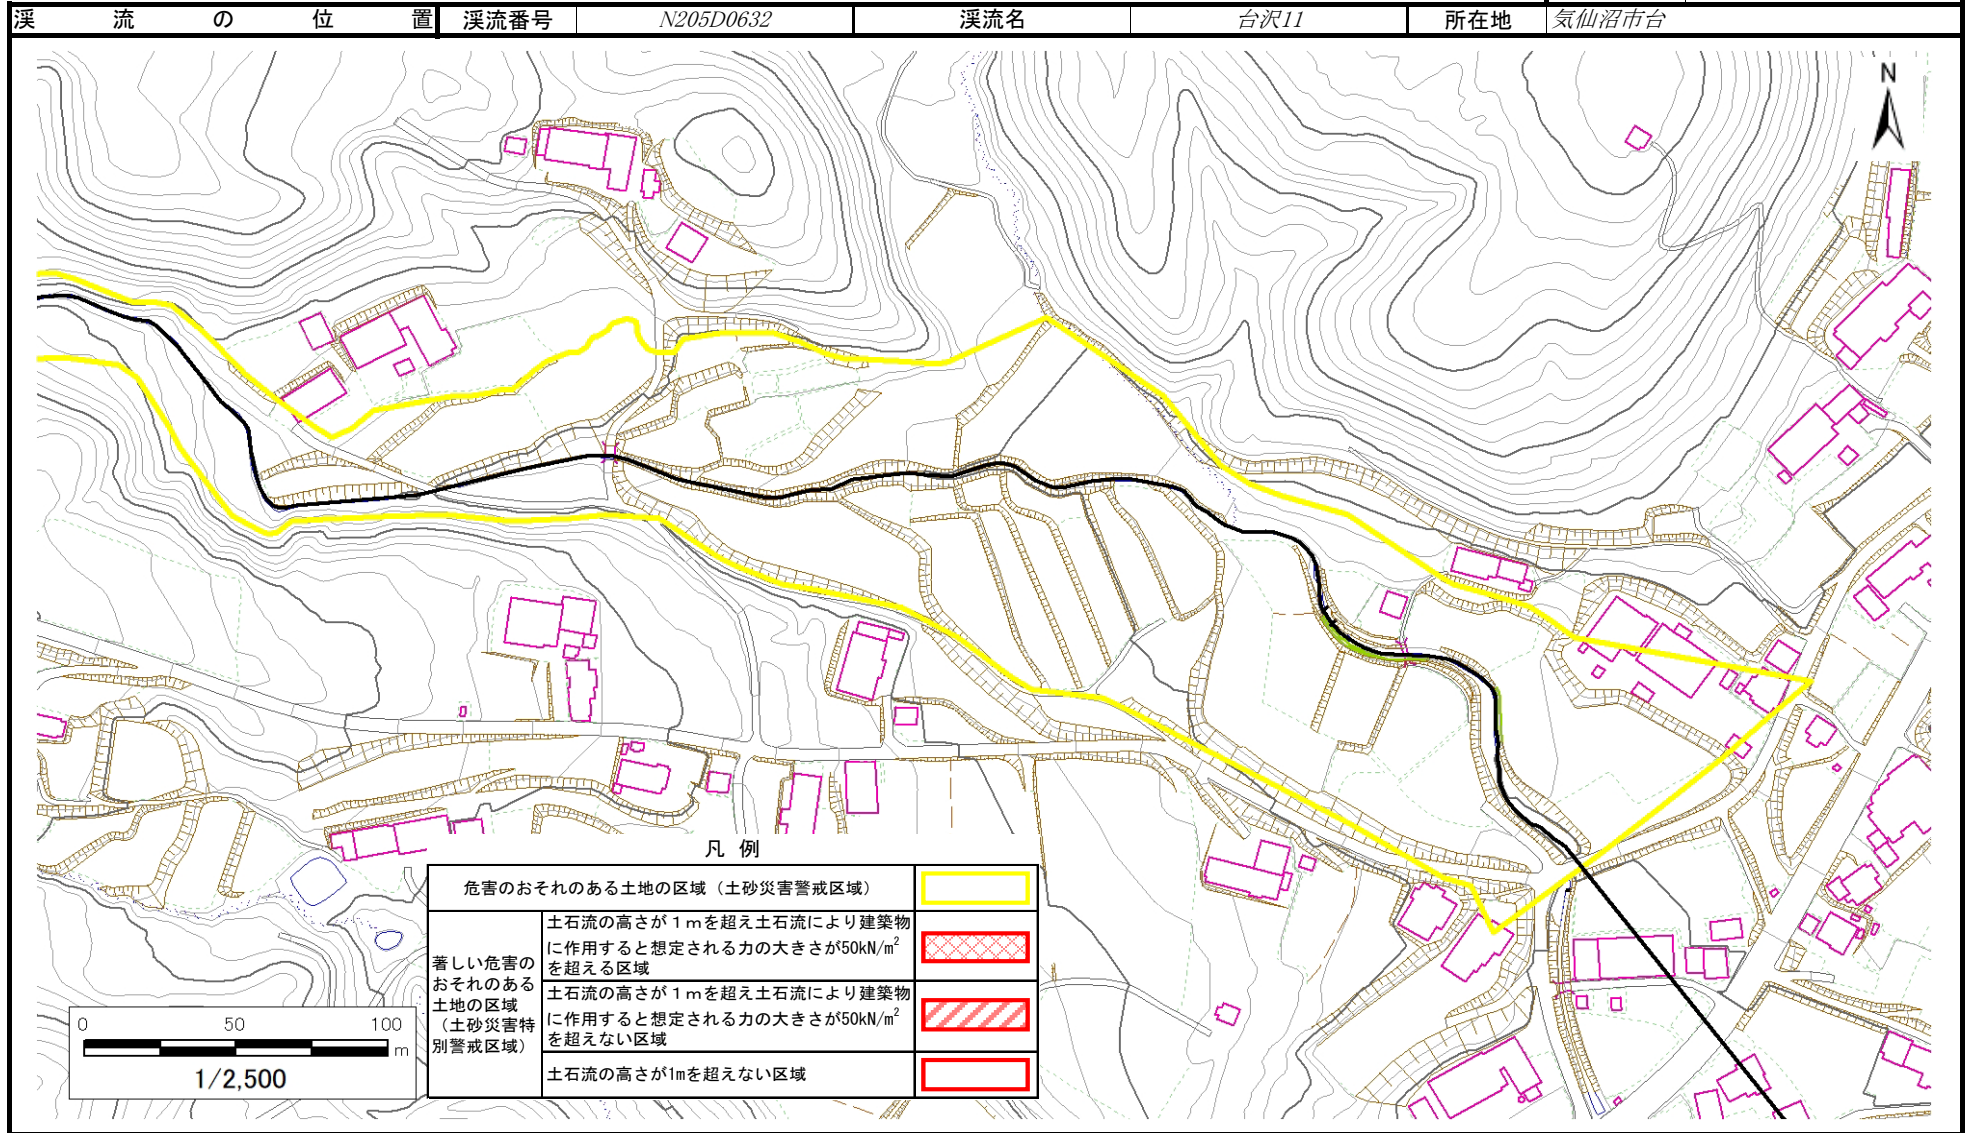 渓流の位置 渓流番号 N205D0632 渓流名 台沢11 所在地 気仙沼市台
N
凡 例
危害のおそれのある土地の区域（土砂災害警戒区域）
著しい危害の
おそれのある
土地の区域
（土砂災害特
別警戒区域）
土石流の高さが１ｍを超え土石流により建築物
に作用すると想定される力の大きさが50kN/m²
を超える区域
土石流の高さが１ｍを超え土石流により建築物
に作用すると想定される力の大きさが50kN/m²
を超えない区域
土石流の高さが1mを超えない区域
0 50 100
m
1/2,500